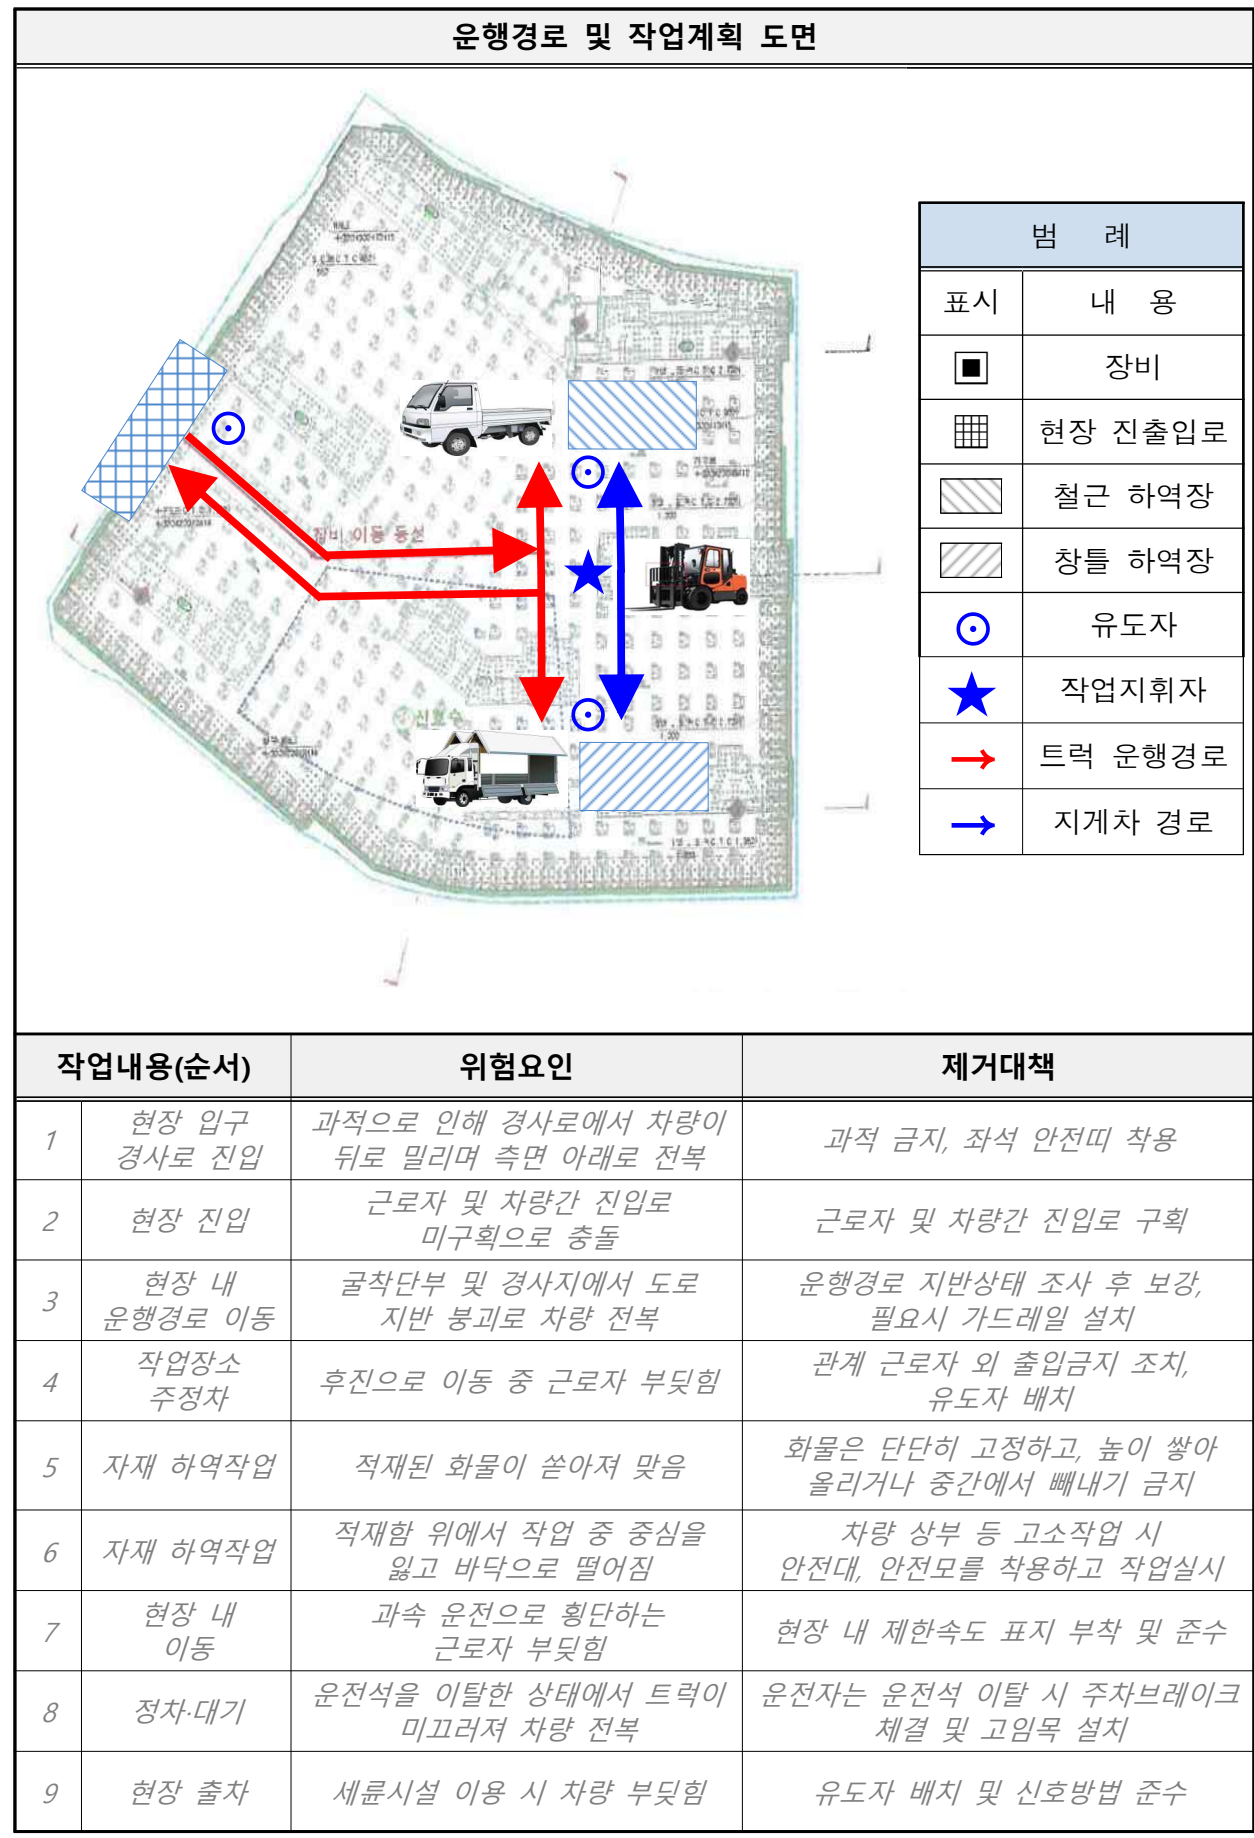 운행경로 및 작업계획 도면
장비 이동 동선
범 례
표시 내 용
장비
현장 진출입로
철근 하역장
창틀 하역장
유도자
작업지휘자
트럭 운행경로
지게차 경로
작업내용(순서) 위험요인 제거대책
1 현장 입구 경사로 진입
과적으로 인해 경사로에서 차량이
뒤로 밀리며 측면 아래로 전복
과적 금지, 좌석 안전띠 착용
2 현장 진입
근로자 및 차량간 진입로
미구획으로 충돌
근로자 및 차량간 진입로 구획
3 현장 내 운행경로 이동
굴착단부 및 경사지에서 도로
지반 붕괴로 차량 전복
운행경로 지반상태 조사 후 보강,
필요시 가드레일 설치
4 작업장소 주정차
후진으로 이동 중 근로자 부딪힘
관계 근로자 외 출입금지 조치,
유도자 배치
5 자재 하역작업
적재된 화물이 쏟아져 맞음
화물은 단단히 고정하고, 높이 쌓아
올리거나 중간에서 빼내기 금지
6 자재 하역작업
적재함 위에서 작업 중 중심을
잃고 바닥으로 떨어짐
차량 상부 등 고소작업 시
안전대, 안전모를 착용하고 작업실시
7 현장 내 이동
과속 운전으로 횡단하는
근로자 부딪힘
현장 내 제한속도 표지 부착 및 준수
8 정차·대기
운전석을 이탈한 상태에서 트럭이
미끄러져 차량 전복
운전자는 운전석 이탈 시 주차브레이크
체결 및 고임목 설치
9 현장 출차
세륜시설 이용 시 차량 부딪힘
유도자 배치 및 신호방법 준수